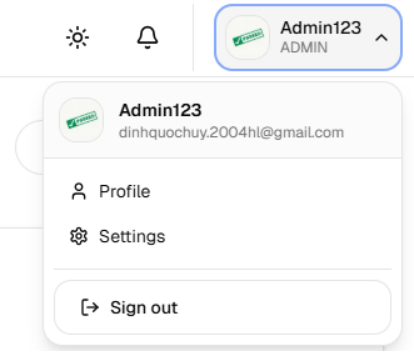 Admin123
ADMIN
Admin123
dinhquochuy.2004hl@gmail.com
Profile
Settings
Sign out